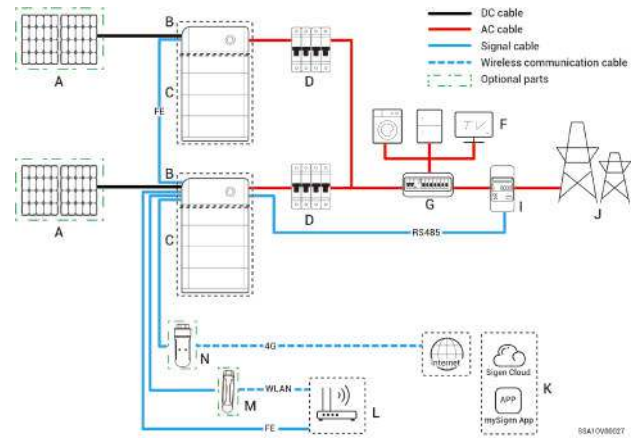 DC cable
AC cable
Signal cable
Wireless communication cable
Optional parts
B
A
C
FE
D
F
TV
B
A
C
D
G
I
J
RS485
N
4G
Internet
Sigen Cloud
K
APP
mySigen App
M
WLAN
L
FE